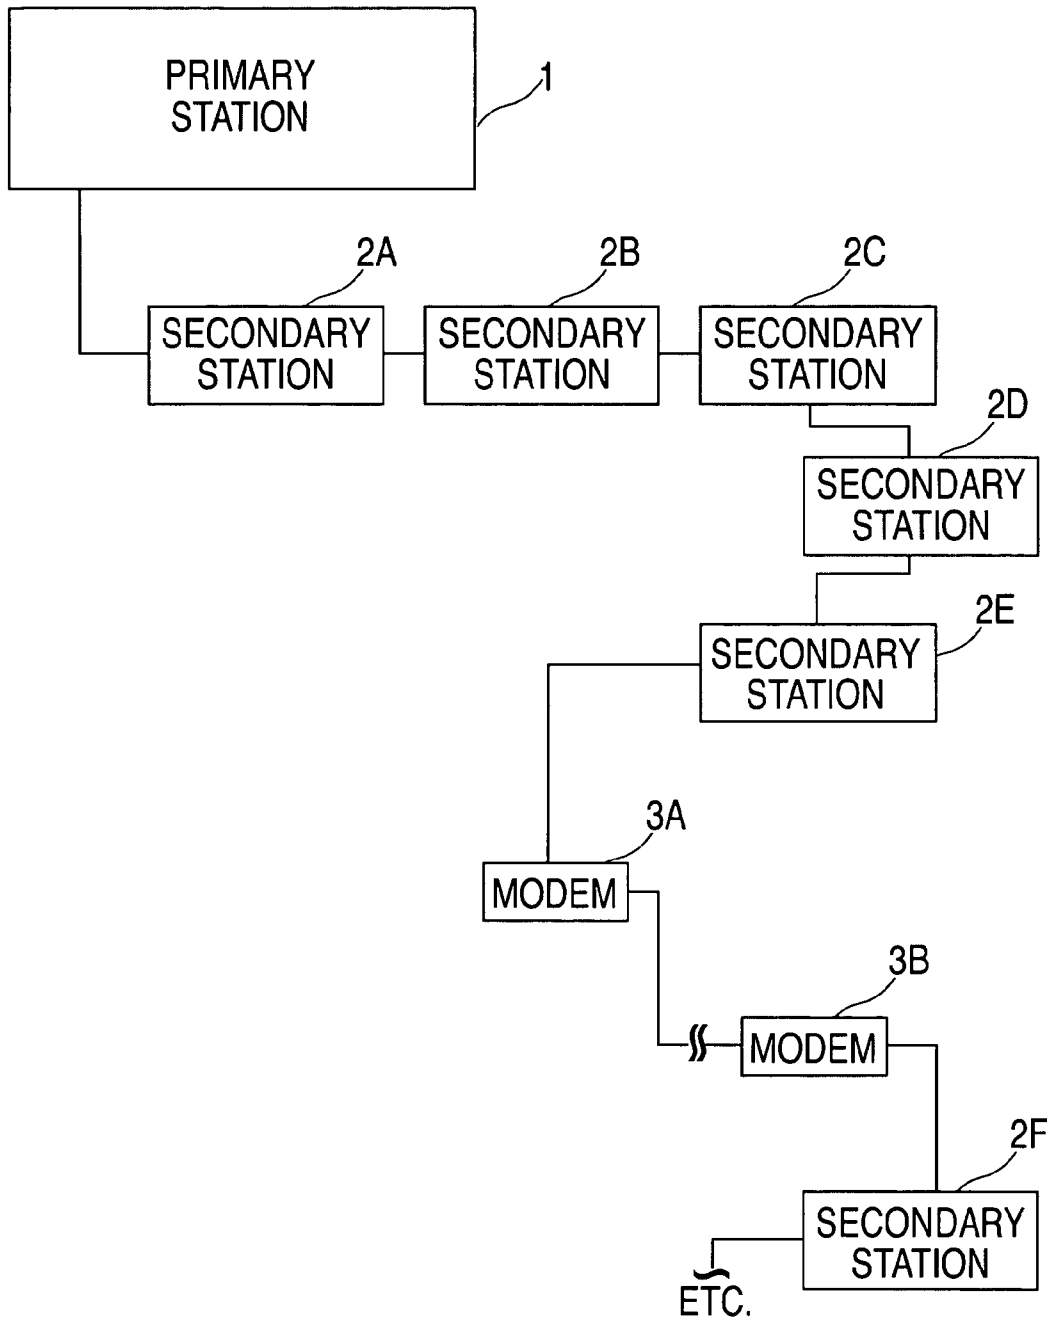 PRIMARY
STATION
1
2A
2B
2C
SECONDARY
STATION
SECONDARY
STATION
SECONDARY
STATION
2D
SECONDARY
STATION
2E
SECONDARY
STATION
3A
MODEM
3B
MODEM
2F
SECONDARY
STATION
ETC.